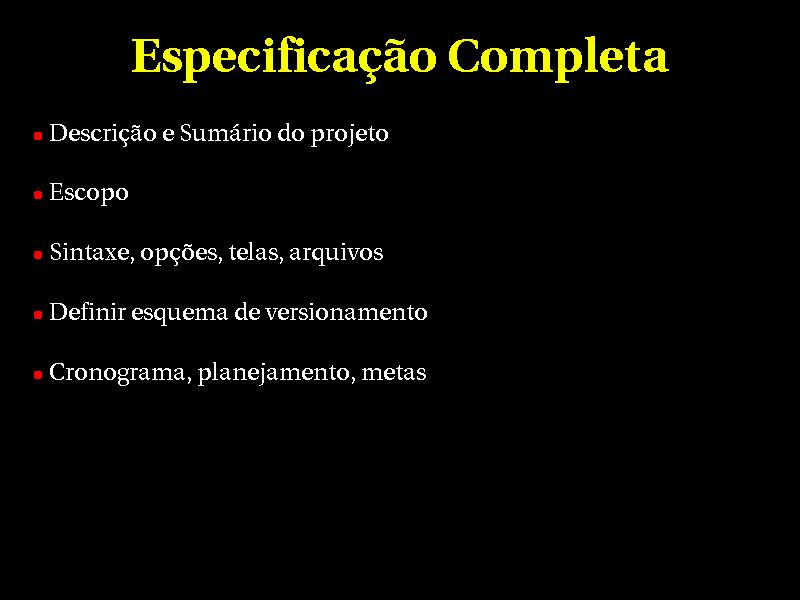 Especificação Completa
• Descrição e Sumário do projeto
• Escopo
• Sintaxe, opções, telas, arquivos
• Definir esquema de versionamento
• Cronograma, planejamento, metas